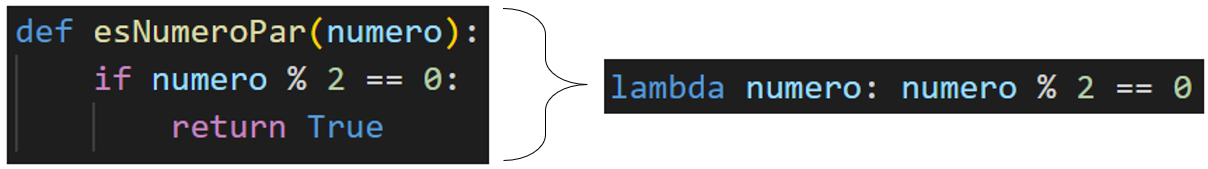 def esNumeroPar(numero):
    if numero % 2 == 0:
        return True
lambda numero: numero % 2 == 0